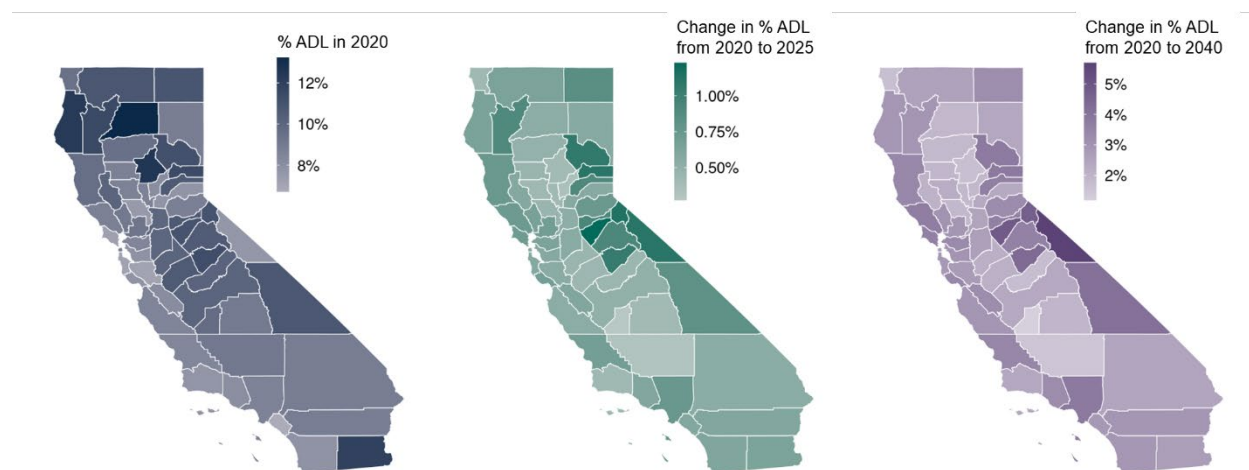 % ADL in 2020
12%
10%
8%
Change in % ADL
from 2020 to 2025
1.00%
0.75%
0.50%
Change in % ADL
from 2020 to 2040
5%
4%
3%
2%